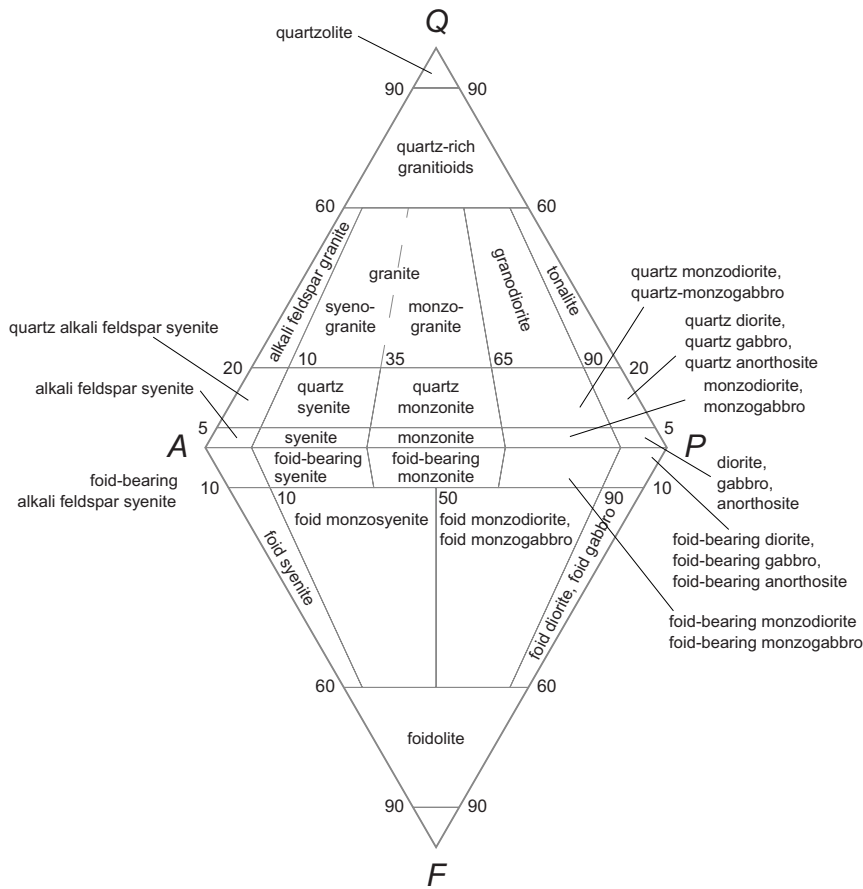 Q
quartzolite
90
90
quartz-rich
granitioids
60
60
alkali feldspar granite
granite
syeno-
granite
monzo-
granite
granodiorite
tonalite
quartz monzodiorite,
quartz-monzogabbro
quartz alkali feldspar syenite
quartz diorite,
quartz gabbro,
quartz anorthosite
20
10
35
65
90
20
alkali feldspar syenite
quartz
syenite
quartz
monzonite
monzodiorite,
monzogabbro
5
5
A
syenite
monzonite
P
foid-bearing
syenite
foid-bearing
monzonite
diorite,
gabbro,
anorthosite
foid-bearing
alkali feldspar syenite
10
10
50
90
10
foid monzosyenite
foid monzodiorite,
foid monzogabbro
foid syenite
foid diorite, foid gabbro
foid-bearing diorite,
foid-bearing gabbro,
foid-bearing anorthosite
foid-bearing monzodiorite
foid-bearing monzogabbro
60
60
foidolite
90
90
F